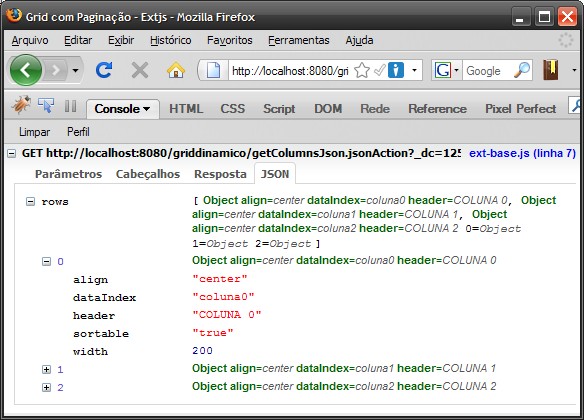 Grid com Paginação - Extjs - Mozilla Firefox
Arquivo Editar Exibir Histórico Favoritos Ferramentas Ajuda
http://localhost:8080/gri G Google
Console HTML CSS Script DOM Rede Reference Pixel Perfect
Limpar Perfil
GET http://localhost:8080/griddinamico/getColumnsJson.jsonAction?_dc=125 ext-base.js (linha 7)
Parâmetros Cabeçalhos Resposta JSON
rows [ Object align=center dataIndex=coluna0 header=COLUNA 0, Object
align=center dataIndex=coluna1 header=COLUNA 1, Object
align=center dataIndex=coluna2 header=COLUNA 2 0=Object
1=Object 2=Object ]
0 Object align=center dataIndex=coluna0 header=COLUNA 0
align "center"
dataIndex "coluna0"
header "COLUNA 0"
sortable "true"
width 200
1 Object align=center dataIndex=coluna1 header=COLUNA 1
2 Object align=center dataIndex=coluna2 header=COLUNA 2